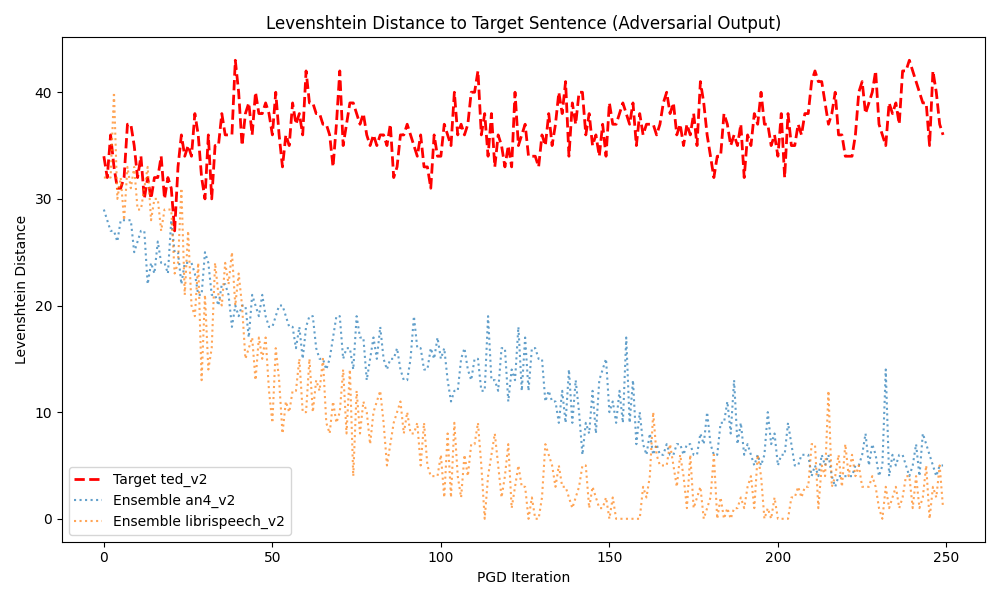 Levenshtein Distance to Target Sentence (Adversarial Output)
Levenshtein Distance
40
30
20
10
0
Target ted_v2
Ensemble an4_v2
Ensemble librispeech_v2
0 50 100 150 200 250
PGD Iteration